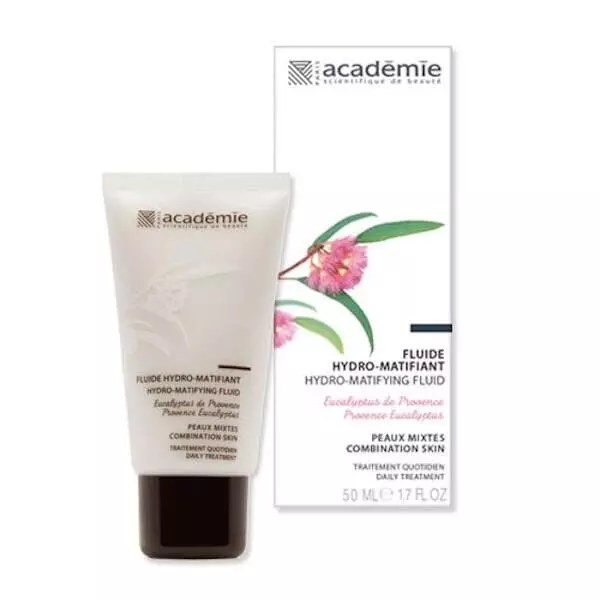 PARIS
académie
scientifique de beauté
FLUIDE HYDRO-MATIFIANT
HYDRO-MATIFYING FLUID
Eucalyptus de Provence
Provence Eucalyptus
PEAUX MIXTES
COMBINATION SKIN
TRAITEMENT QUOTIDIEN
DAILY TREATMENT
PARIS
académie
scientifique de beauté
FLUIDE
HYDRO-MATIFIANT
HYDRO-MATIFYING FLUID
Eucalyptus de Provence
Provence Eucalyptus
PEAUX MIXTES
COMBINATION SKIN
TRAITEMENT QUOTIDIEN
DAILY TREATMENT
50 ML℮ 1.7 FL OZ